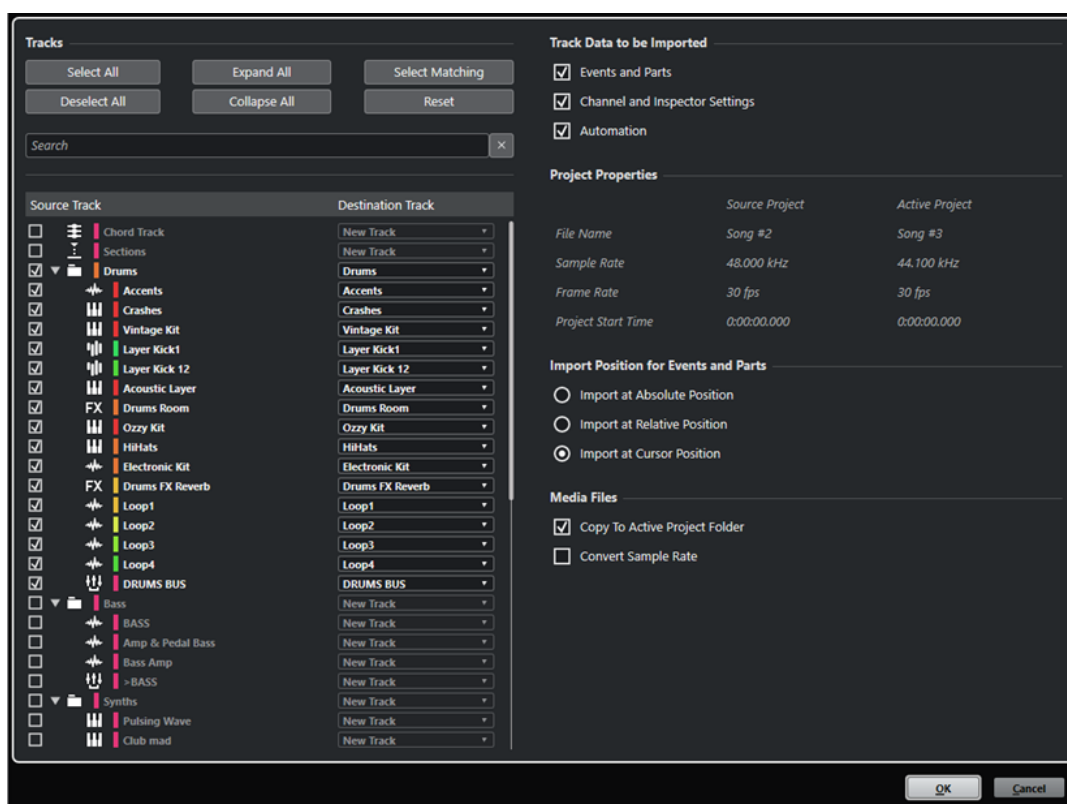 Tracks
Select All Expand All Select Matching
Deselect All Collapse All Reset
Search
Source Track Destination Track
Chord Track New Track
Sections New Track
Drums Drums
Accents Accents
Crashes Crashes
Vintage Kit Vintage Kit
Layer Kick1 Layer Kick1
Layer Kick 12 Layer Kick 12
Acoustic Layer Acoustic Layer
FX Drums Room Drums Room
Ozzy Kit Ozzy Kit
HiHats HiHats
Electronic Kit Electronic Kit
FX Drums FX Reverb Drums FX Reverb
Loop1 Loop1
Loop2 Loop2
Loop3 Loop3
Loop4 Loop4
DRUMS BUS DRUMS BUS
Bass New Track
BASS New Track
Amp & Pedal Bass New Track
Bass Amp New Track
>BASS New Track
Synths New Track
Pulsing Wave New Track
Club mad New Track
Track Data to be Imported
Events and Parts
Channel and Inspector Settings
Automation
Project Properties
Source Project Active Project
File Name Song #2 Song #3
Sample Rate 48.000 kHz 44.100 kHz
Frame Rate 30 fps 30 fps
Project Start Time 0:00:00.000 0:00:00.000
Import Position for Events and Parts
Import at Absolute Position
Import at Relative Position
Import at Cursor Position
Media Files
Copy To Active Project Folder
Convert Sample Rate
OK Cancel